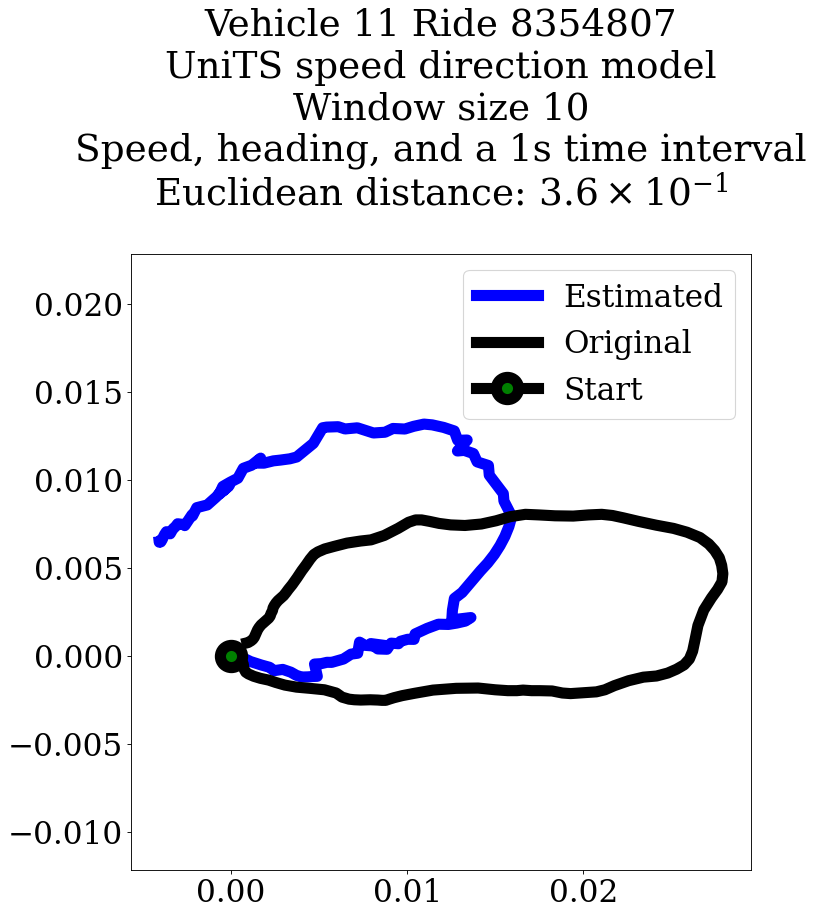 Vehicle 11 Ride 8354807
UniTS speed direction model
Window size 10
Speed, heading, and a 1s time interval
Euclidean distance: 3.6 × 10⁻¹
Estimated
Original
Start
0.020
0.015
0.010
0.005
0.000
−0.005
−0.010
0.00 0.01 0.02